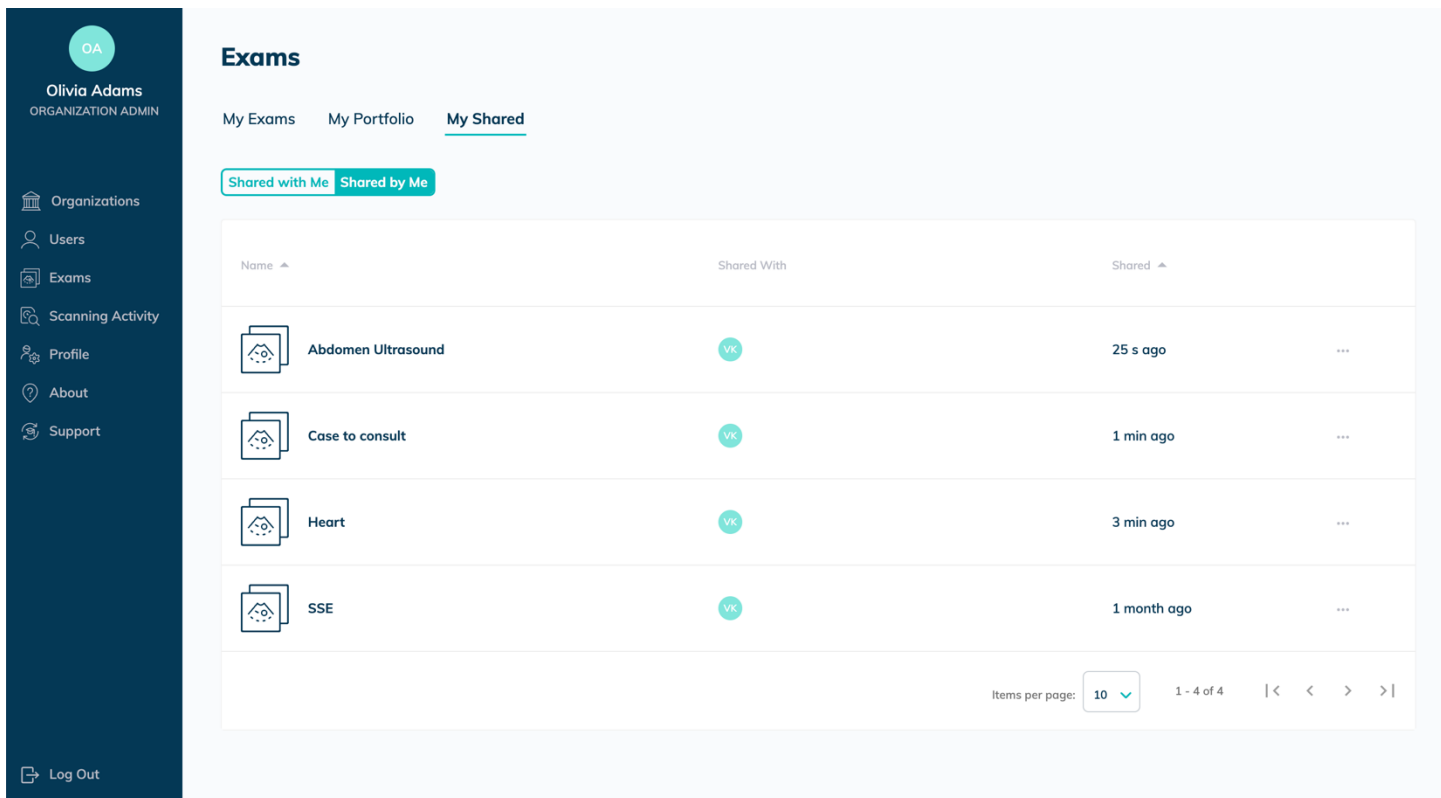 OA
Olivia Adams
ORGANIZATION ADMIN
Organizations
Users
Exams
Scanning Activity
Profile
About
Support
Log Out
Exams
My Exams My Portfolio My Shared
Shared with Me Shared by Me
Name Shared With Shared
Abdomen Ultrasound VK 25 s ago ...
Case to consult VK 1 min ago ...
Heart VK 3 min ago ...
SSE VK 1 month ago ...
Items per page: 10 1 - 4 of 4